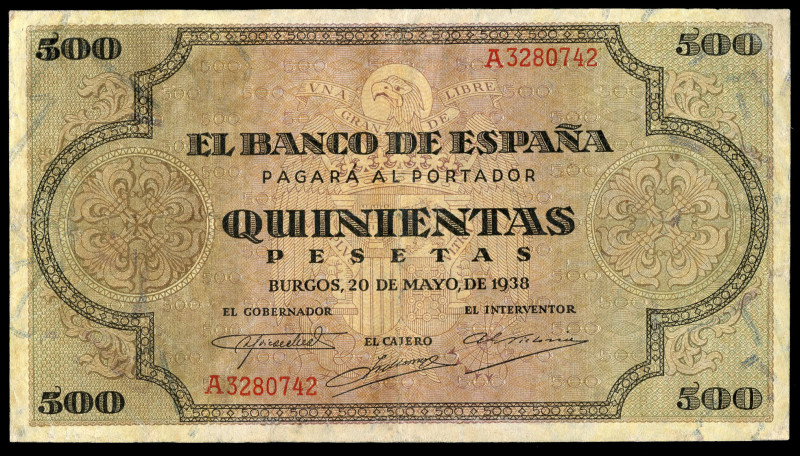 500
500
A3280742
VNA GRANDE LIBRE
EL BANCO DE ESPAÑA
PAGARÁ AL PORTADOR
QUINIENTAS
PESETAS
BURGOS, 20 DE MAYO, DE 1938
EL GOBERNADOR
EL INTERVENTOR
EL CAJERO
A3280742
500
500